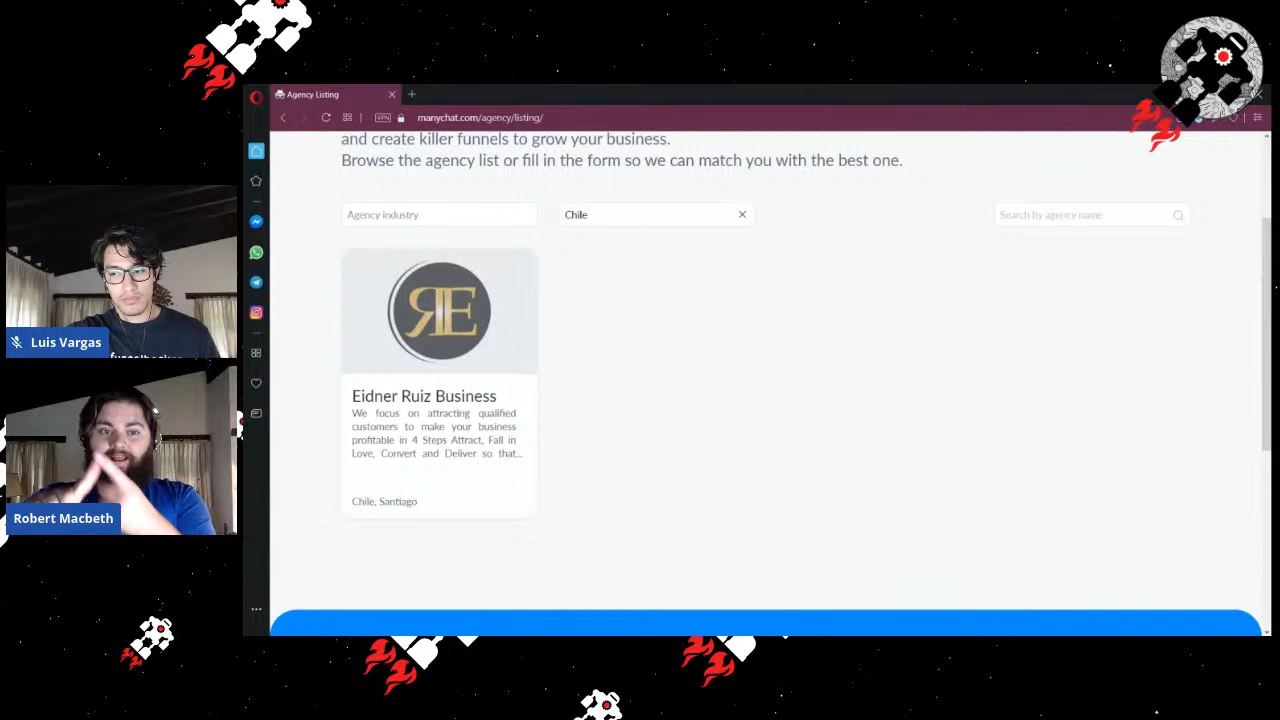 Agency Listing
VPN
manychat.com/agency/listing/
and create killer funnels to grow your business.
Browse the agency list or fill in the form so we can match you with the best one.
Agency industry
Chile
Search by agency name
RE
Eidner Ruiz Business
We focus on attracting qualified
customers to make your business
profitable in 4 Steps Attract, Fall in
Love, Convert and Deliver so that...
Chile, Santiago
Luis Vargas
Robert Macbeth